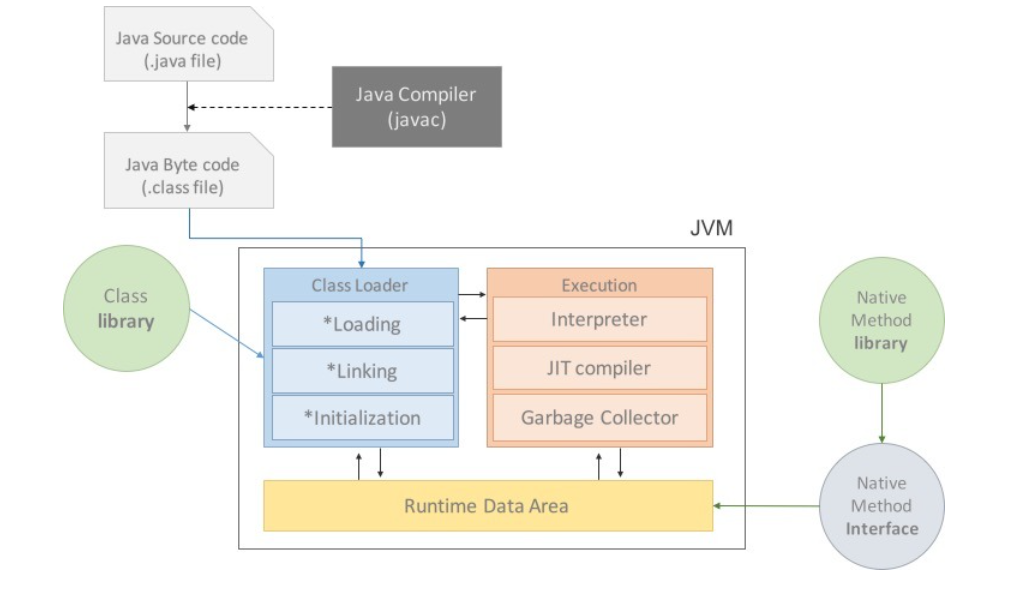 Java Source code
(.java file)
Java Compiler
(javac)
Java Byte code
(.class file)
JVM
Class
library
Class Loader
*Loading
*Linking
*Initialization
Execution
Interpreter
JIT compiler
Garbage Collector
Native
Method
library
Runtime Data Area
Native
Method
Interface